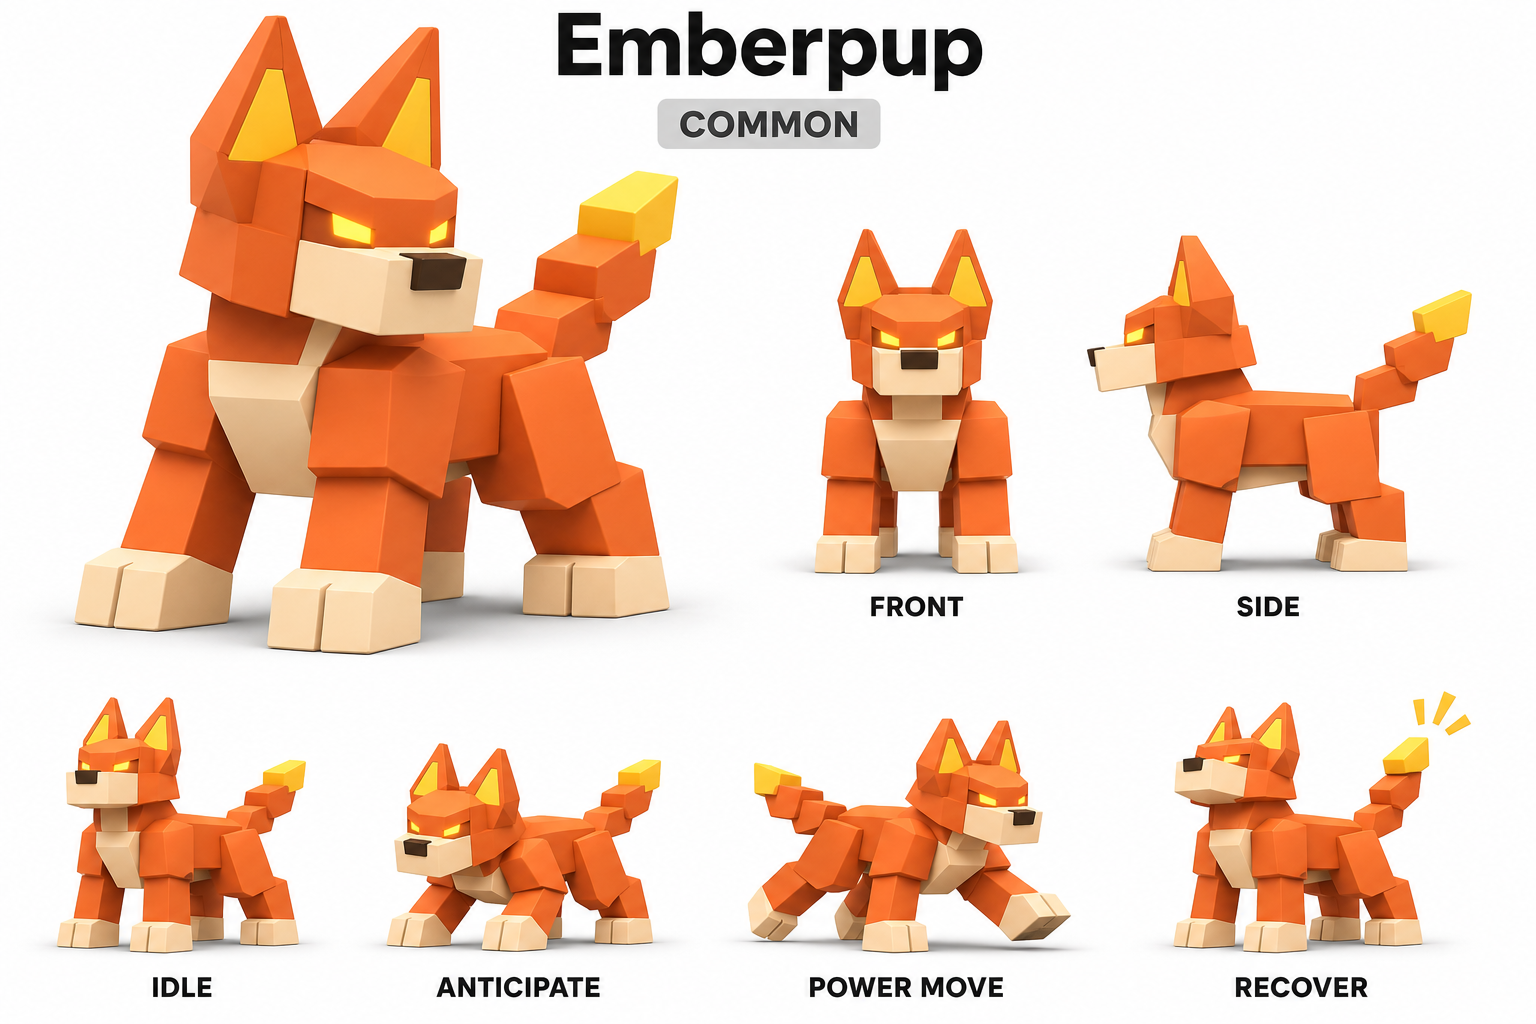 Emberpup
COMMON
FRONT
SIDE
IDLE
ANTICIPATE
POWER MOVE
RECOVER